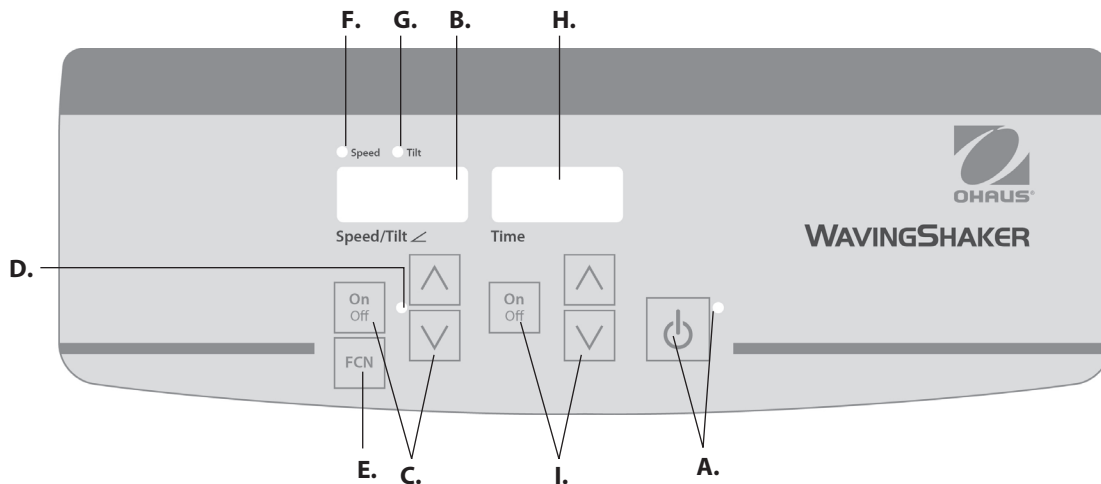 F. G. B. H.
Speed Tilt
OHAUS®
Speed/Tilt Time
WAVINGSHAKER
D.
On On
Off Off
FCN
E. C. I. A.